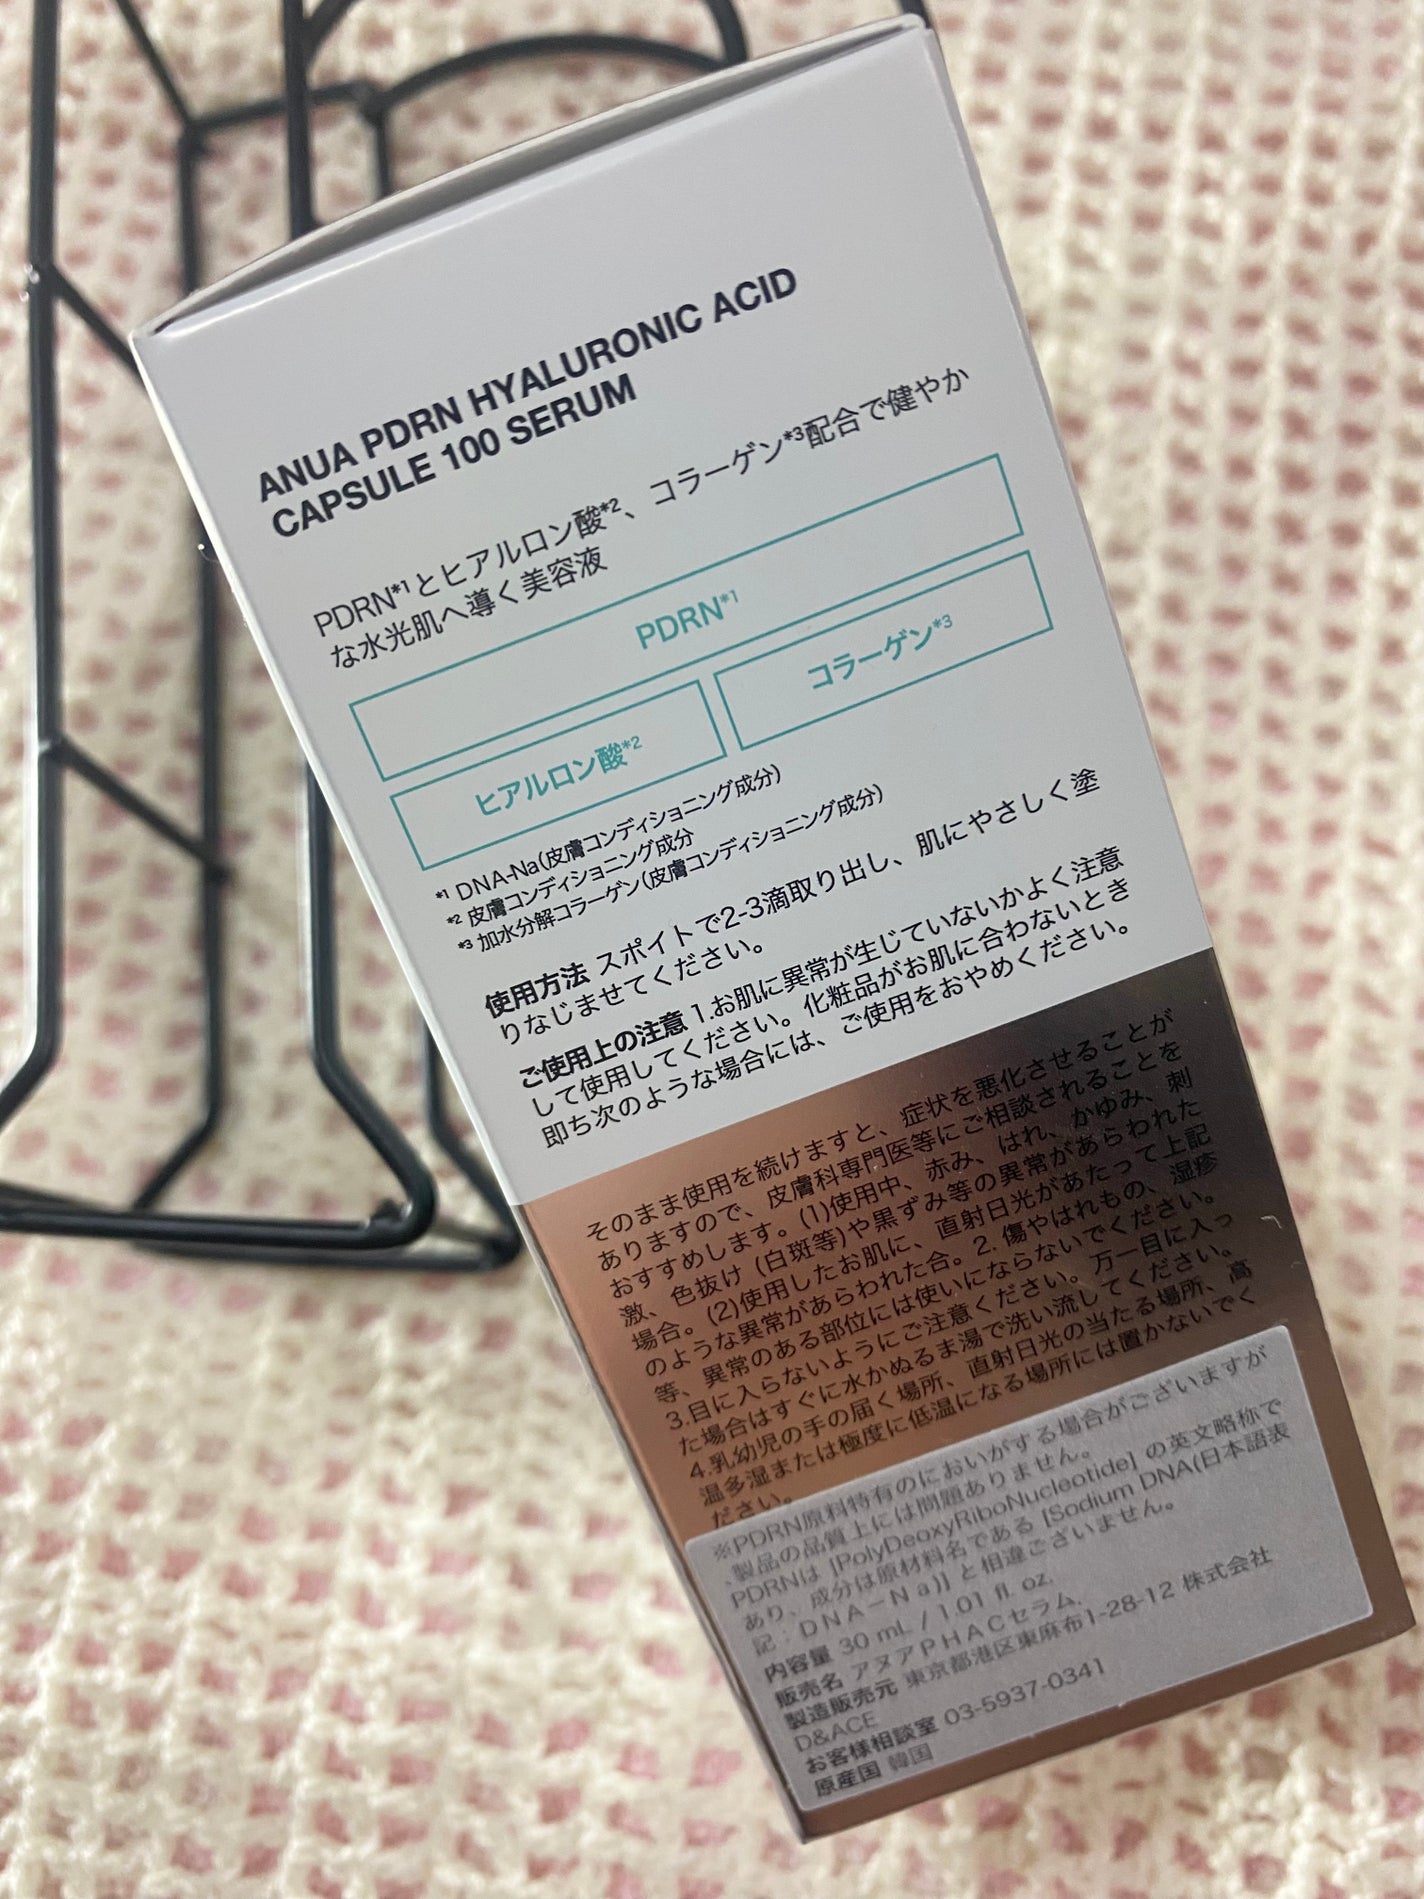 ANUA PDRN HYALURONIC ACID
CAPSULE 100 SERUM
PDRN*1とヒアルロン酸*2、コラーゲン*3配合で健やか
な水光肌へ導く美容液
PDRN*1
ヒアルロン酸*2
コラーゲン*3
*1 DNA-Na(皮膚コンディショニング成分)
*2 皮膚コンディショニング成分
*3 加水分解コラーゲン(皮膚コンディショニング成分)
使用方法 スポイトで2-3滴取り出し、肌にやさしく塗
りなじませてください。
ご使用上の注意 1.お肌に異常が生じていないかよく注意
して使用してください。化粧品がお肌に合わないとき
即ち次のような場合には、ご使用をおやめください。
そのまま使用を続けますと、症状を悪化させることが
ありますので、皮膚科専門医等にご相談されることを
おすすめします。(1)使用中、赤み、はれ、かゆみ、刺
激、色抜け (白斑等)や黒ずみ等の異常があらわれた
場合。(2)使用したお肌に、直射日光があたって上記
のような異常があらわれた合。2. 傷やはれもの、湿疹
等、異常のある部位には使いにならないでください。
3.目に入らないようにご注意ください。万一目に入っ
た場合はすぐに水かぬるま湯で洗い流してください。
4.乳幼児の手の届く場所、直射日光の当たる場所、高
温多湿または極度に低温になる場所には置かないでく
ださい。
※PDRN原料特有のにおいがする場合がございますが
、製品の品質上には問題ありません。
PDRNは [PolyDeoxyRiboNucleotide] の英文略称で
あり、成分は原材料名である [Sodium DNA(日本語表
記：DNA－Na)] と相違ございません。
内容量 30 mL / 1.01 fl. oz.
販売名 アヌアPHACセラム.
製造販売元 東京都港区東麻布1-28-12 株式会社
D&ACE
お客様相談室 03-5937-0341
原産国 韓国